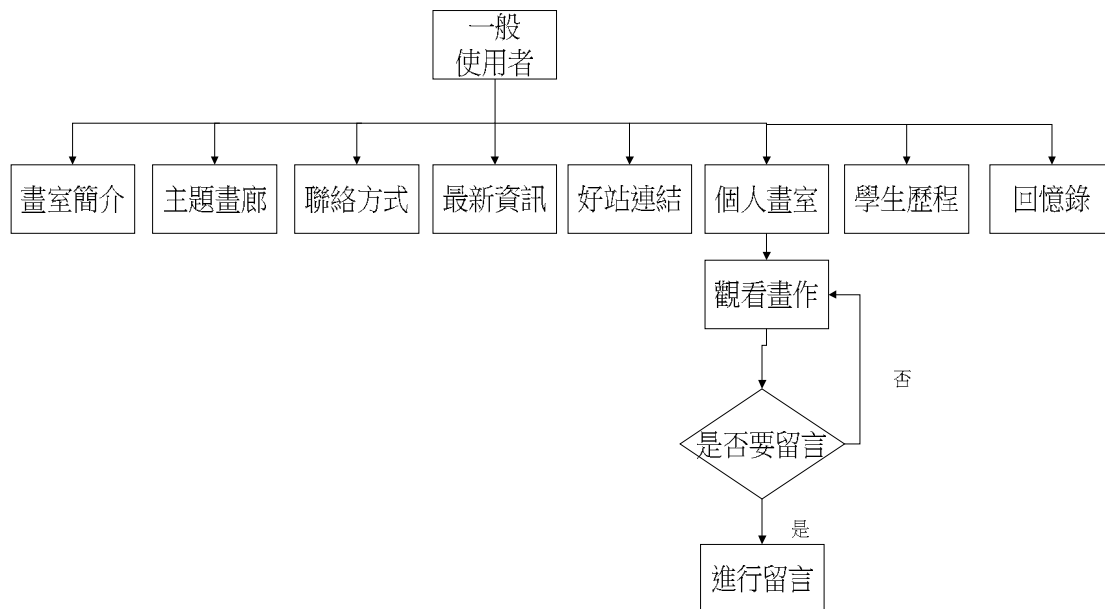 一般
使用者
畫室簡介
主題畫廊
聯絡方式
最新資訊
好站連結
個人畫室
學生歷程
回憶錄
觀看畫作
否
是否要留言
是
進行留言